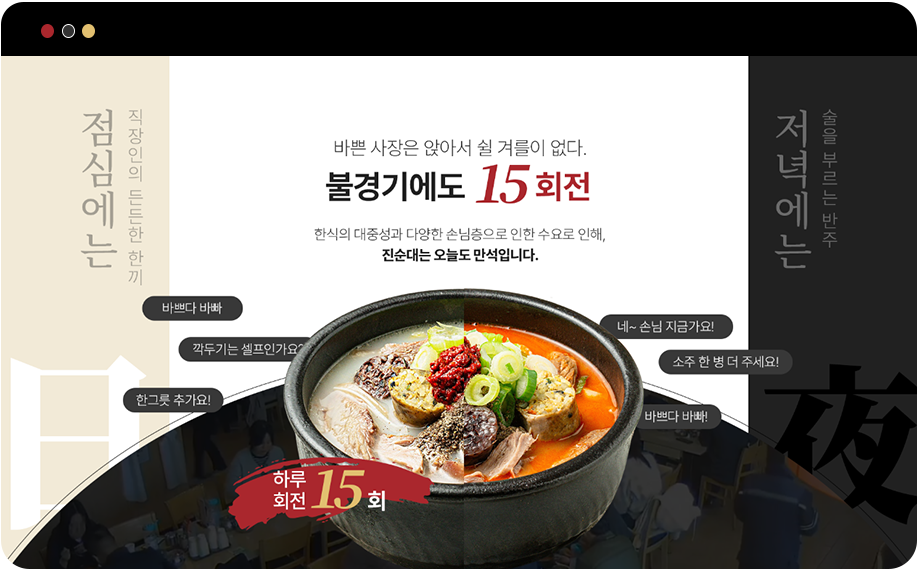 바쁜 사장은 앉아서 쉴 겨를이 없다.
불경기에도 15회전
한식의 대중성과 다양한 손님층으로 인한 수요로 인해,
진순대는 오늘도 만석입니다.
점심에는
직장인의 든든한 한끼
저녁에는
술을 부르는 반주
바쁘다 바빠
깍두기는 셀프인가요?
한그릇 추가요!
네~ 손님 지금가요!
소주 한 병 더 주세요!
바쁘다 바빠!
日
夜
하루
회전 15회